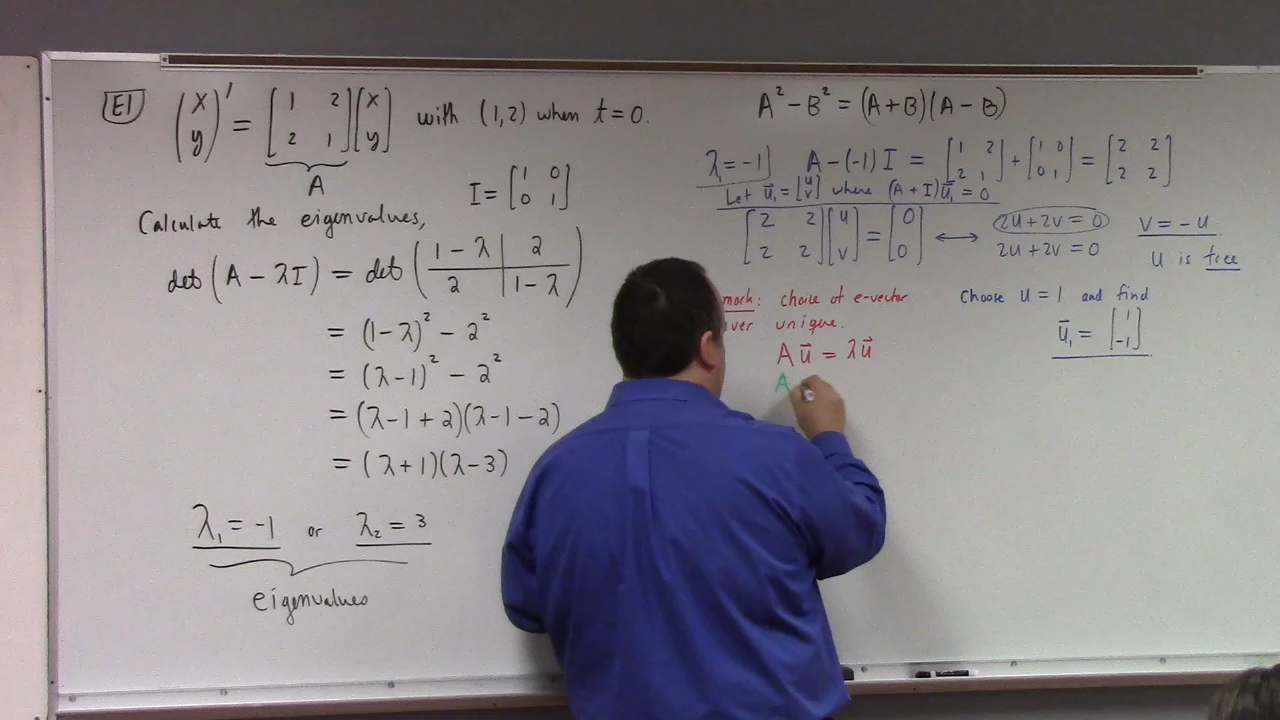 E1 (x y)' = [1 2 2 1][x y] with (1,2) when t=0.
A
I = [1 0 0 1]
Calculate the eigenvalues,
det(A - λI) = det(1-λ 2 2 1-λ)
= (1-λ)² - 2²
= (λ-1)² - 2²
= (λ-1+2)(λ-1-2)
= (λ+1)(λ-3)
λ₁ = -1 or λ₂ = 3
eigenvalues
A² - B² = (A+B)(A-B)
λ₁ = -1 A-(-1)I = [1 2 2 1] + [1 0 0 1] = [2 2 2 2]
Let u⃗₁ = [u v] where (A+I)u⃗₁ = 0
[2 2 2 2][u v] = [0 0] ⟷ 2u+2v=0 2u+2v=0
v = -u
u is free
mark: choice of e-vector
ver unique.
Au⃗ = λu⃗
A
Choose u=1 and find
u⃗₁ = [1 -1]